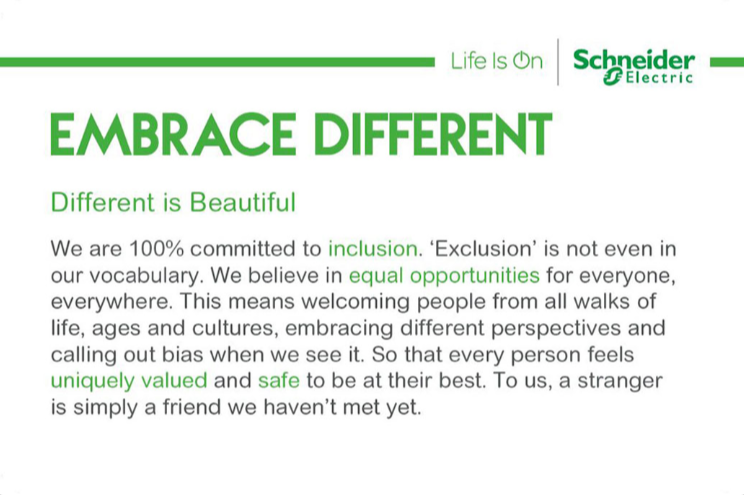 Life Is On
Schneider
Electric
EMBRACE DIFFERENT
Different is Beautiful
We are 100% committed to inclusion. ‘Exclusion’ is not even in
our vocabulary. We believe in equal opportunities for everyone,
everywhere. This means welcoming people from all walks of
life, ages and cultures, embracing different perspectives and
calling out bias when we see it. So that every person feels
uniquely valued and safe to be at their best. To us, a stranger
is simply a friend we haven’t met yet.